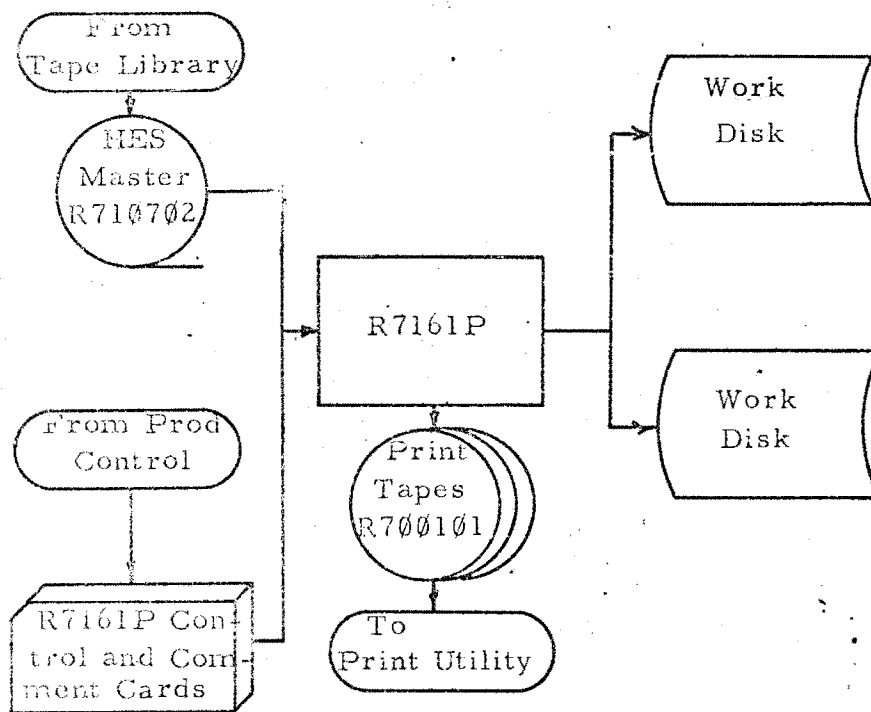 From
Tape Library
HES
Master
R71Ø7Ø2
Work
Disk
R7161P
Work
Disk
From Prod
Control
Print
Tapes
R7ØØ1Ø1
R7161P Con-
trol and Com-
ment Cards
To
Print Utility